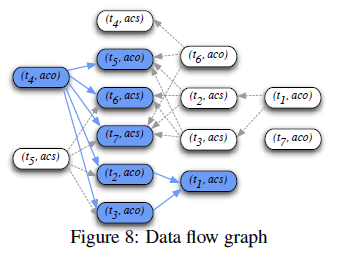 (t4, acs)
(t5, aco)
(t6, aco)
(t4, aco)
(t6, acs)
(t2, acs)
(t1, aco)
(t7, acs)
(t3, acs)
(t7, aco)
(t5, acs)
(t2, aco)
(t1, acs)
(t3, aco)
Figure 8: Data flow graph